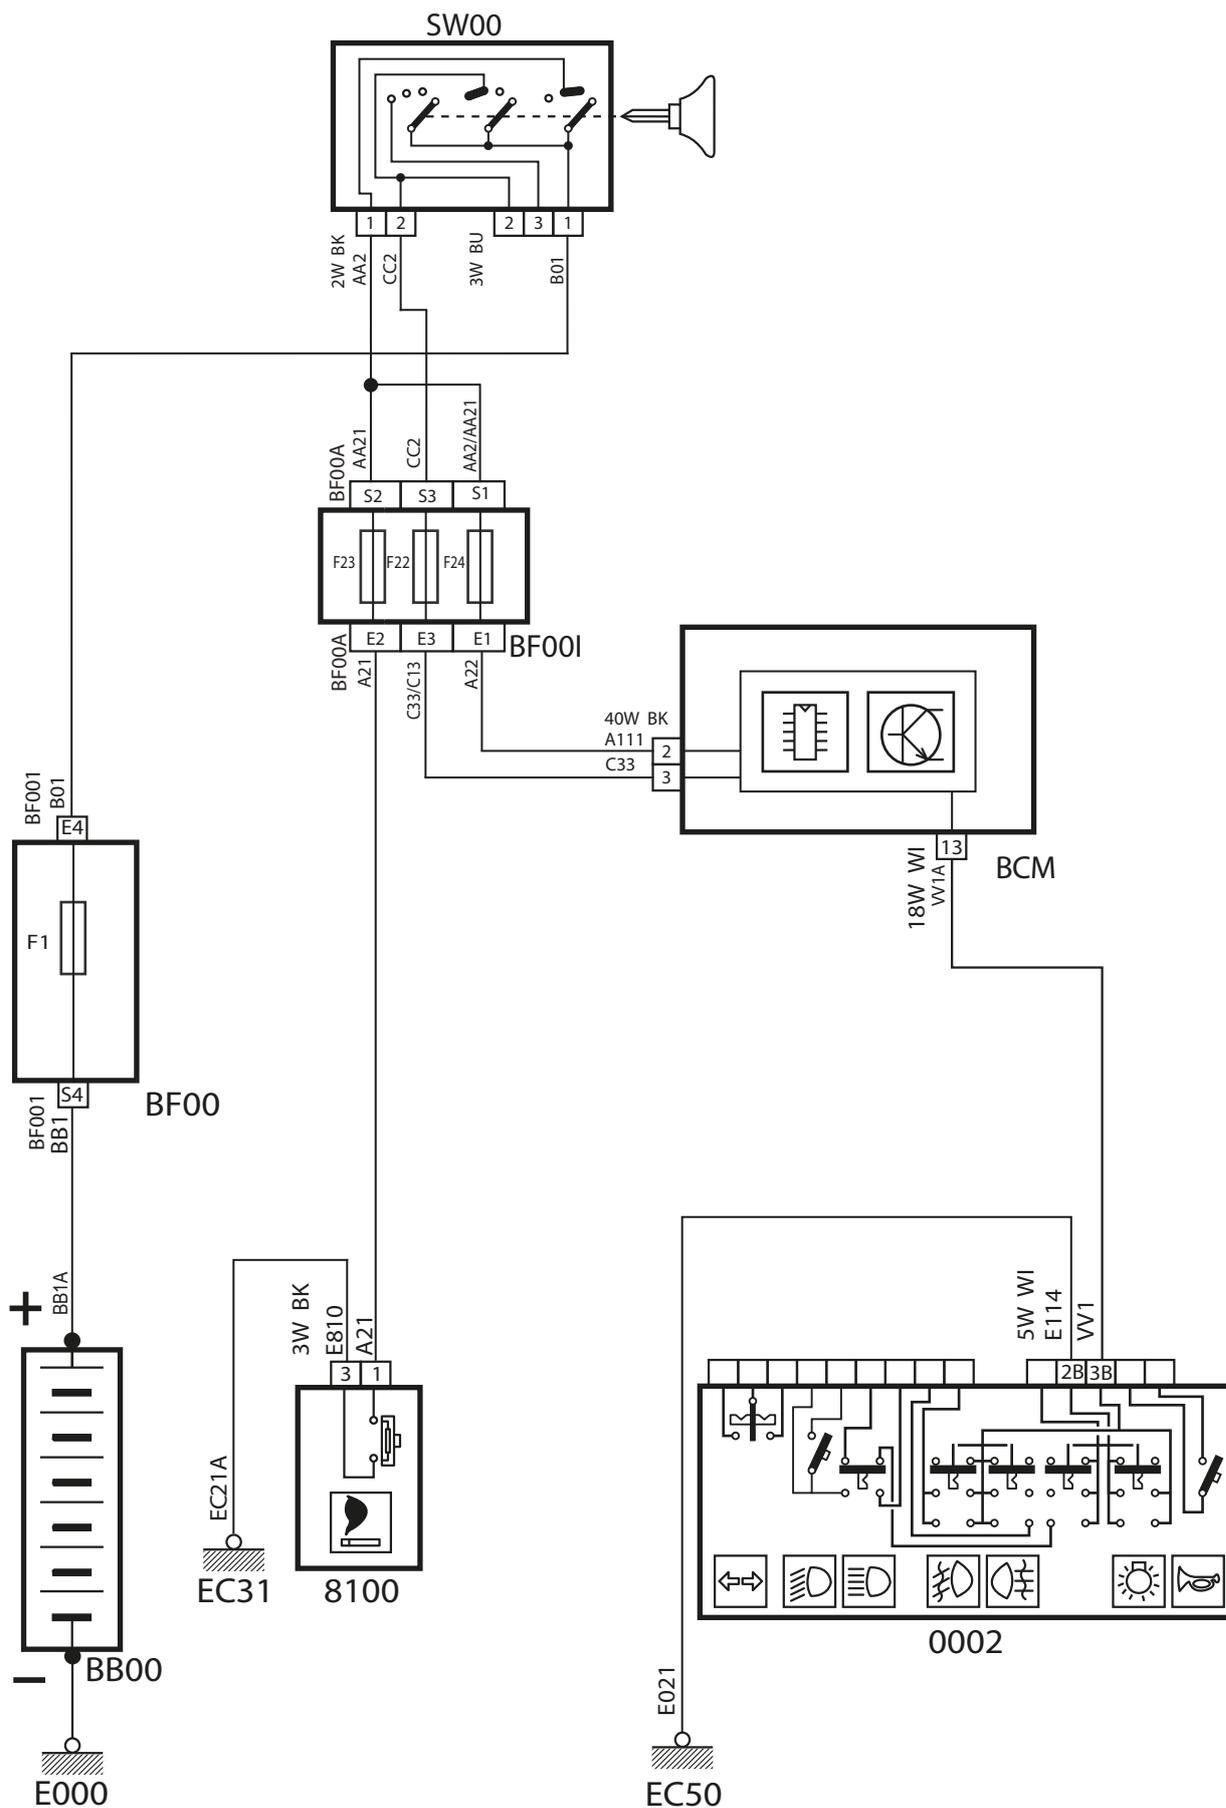 SW00
1 2 2 3 1
2W BK
AA2
CC2
3W BU
B01
BF00A
AA21
CC2
AA2/AA21
S2 S3 S1
F23 F22 F24
E2 E3 E1
BF00I
BF00A
A21
C33/C13
A22
40W BK
A111
2
C33
3
13
BCM
18W WI
VV1A
BF001
B01
E4
F1
S4
BF00
BF001
BB1
BB1A
+
BB00
−
E000
3W BK
E810
A21
3 1
EC21A
EC31
8100
5W WI
E114
VV1
2B 3B
0002
E021
EC50